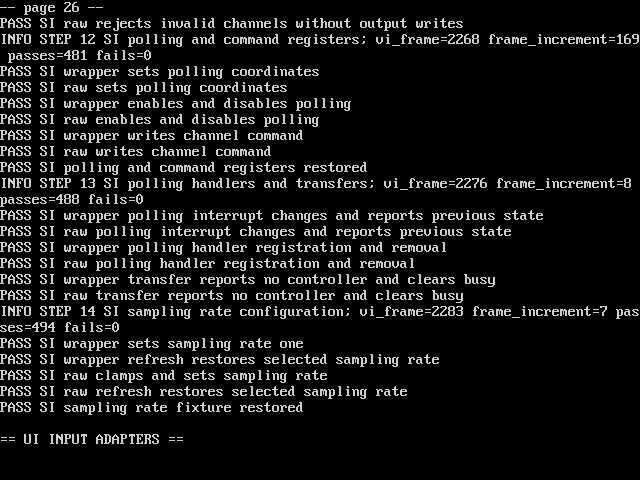 -- page 26 --
PASS SI raw rejects invalid channels without output writes
INFO STEP 12 SI polling and command registers; vi_frame=2268 frame_increment=169
passes=481 fails=0
PASS SI wrapper sets polling coordinates
PASS SI raw sets polling coordinates
PASS SI wrapper enables and disables polling
PASS SI raw enables and disables polling
PASS SI wrapper writes channel command
PASS SI raw writes channel command
PASS SI polling and command registers restored
INFO STEP 13 SI polling handlers and transfers; vi_frame=2276 frame_increment=8
passes=488 fails=0
PASS SI wrapper polling interrupt changes and reports previous state
PASS SI raw polling interrupt changes and reports previous state
PASS SI wrapper polling handler registration and removal
PASS SI raw polling handler registration and removal
PASS SI wrapper transfer reports no controller and clears busy
PASS SI raw transfer reports no controller and clears busy
INFO STEP 14 SI sampling rate configuration; vi_frame=2283 frame_increment=7 pas
ses=494 fails=0
PASS SI wrapper sets sampling rate one
PASS SI wrapper refresh restores selected sampling rate
PASS SI raw clamps and sets sampling rate
PASS SI raw refresh restores selected sampling rate
PASS SI sampling rate fixture restored
== UI INPUT ADAPTERS ==